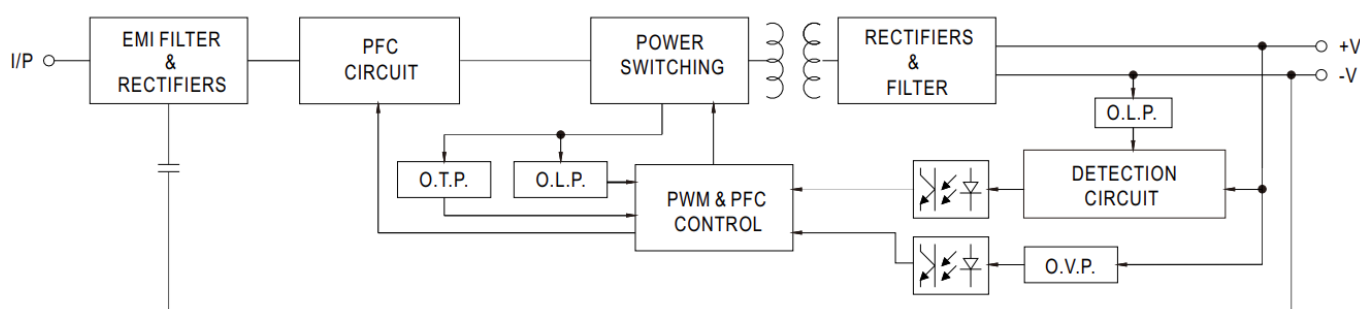 I/P
EMI FILTER
&
RECTIFIERS
PFC
CIRCUIT
POWER
SWITCHING
RECTIFIERS
&
FILTER
+V
-V
O.L.P.
O.T.P.
O.L.P.
PWM & PFC
CONTROL
DETECTION
CIRCUIT
O.V.P.